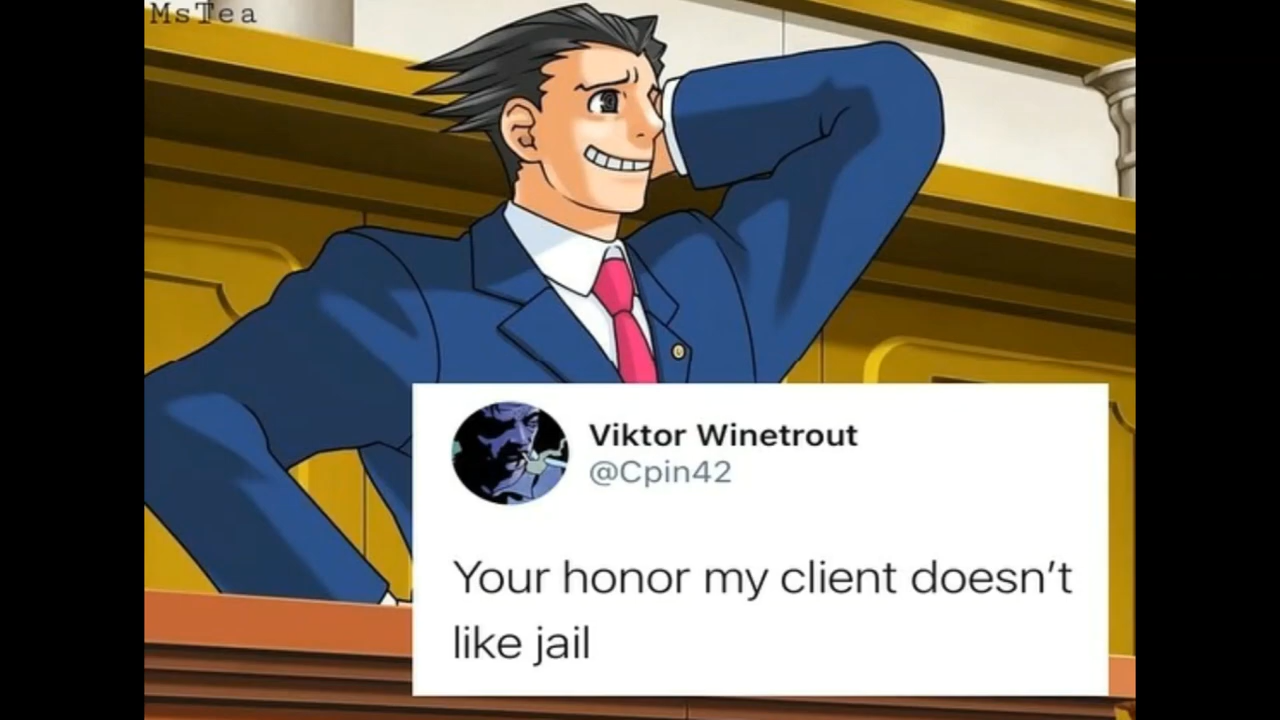 MsTea
Viktor Winetrout
@Cpin42
Your honor my client doesn’t
like jail